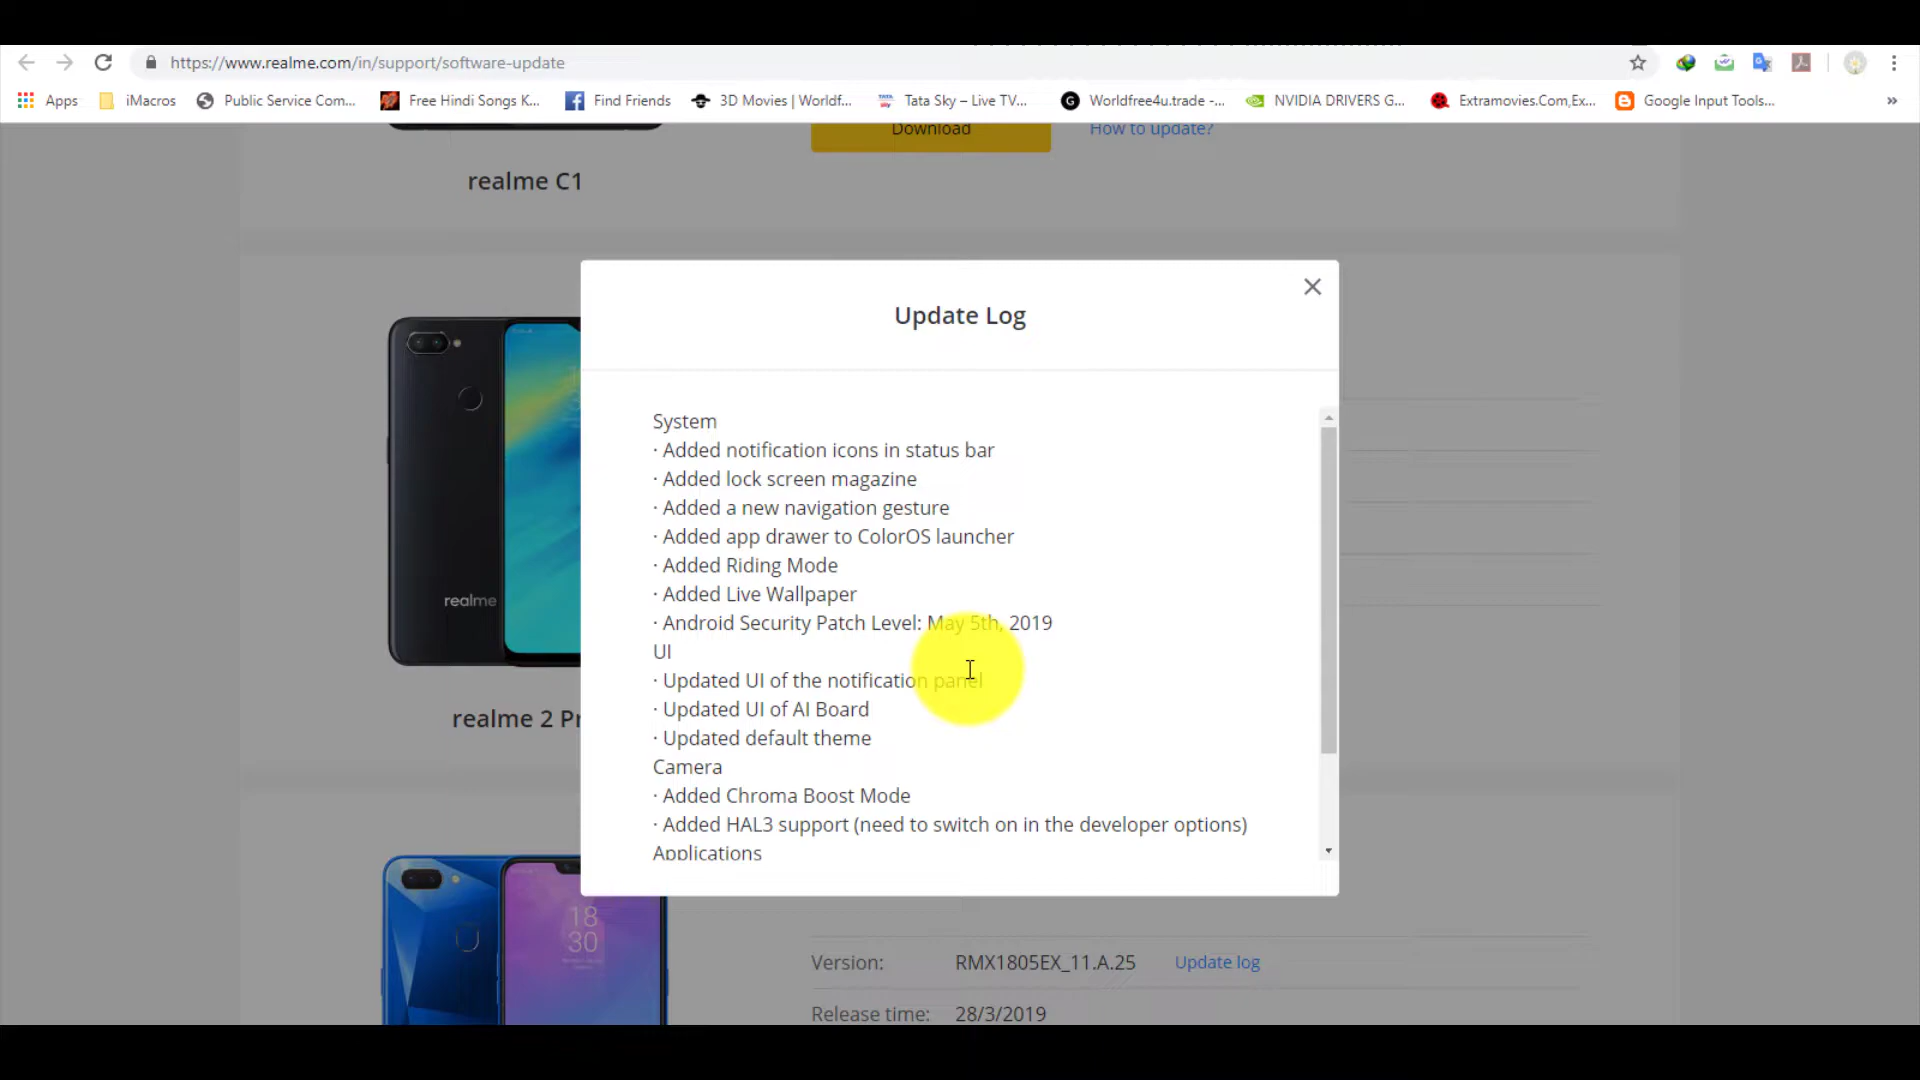 https://www.realme.com/in/support/software-update
Apps
iMacros
Public Service Com...
Free Hindi Songs K...
Find Friends
3D Movies | Worldf...
TATA sky
Tata Sky – Live TV...
G
Worldfree4u.trade -...
NVIDIA DRIVERS G...
Extramovies.Com,Ex...
Google Input Tools...
»
Download
How to update?
realme C1
Update Log
System
· Added notification icons in status bar
· Added lock screen magazine
· Added a new navigation gesture
· Added app drawer to ColorOS launcher
· Added Riding Mode
· Added Live Wallpaper
· Android Security Patch Level: May 5th, 2019
UI
· Updated UI of the notification panel
· Updated UI of AI Board
· Updated default theme
Camera
· Added Chroma Boost Mode
· Added HAL3 support (need to switch on in the developer options)
Applications
realme
realme 2 Pr
18
30
Version: RMX1805EX_11.A.25 Update log
Release time: 28/3/2019